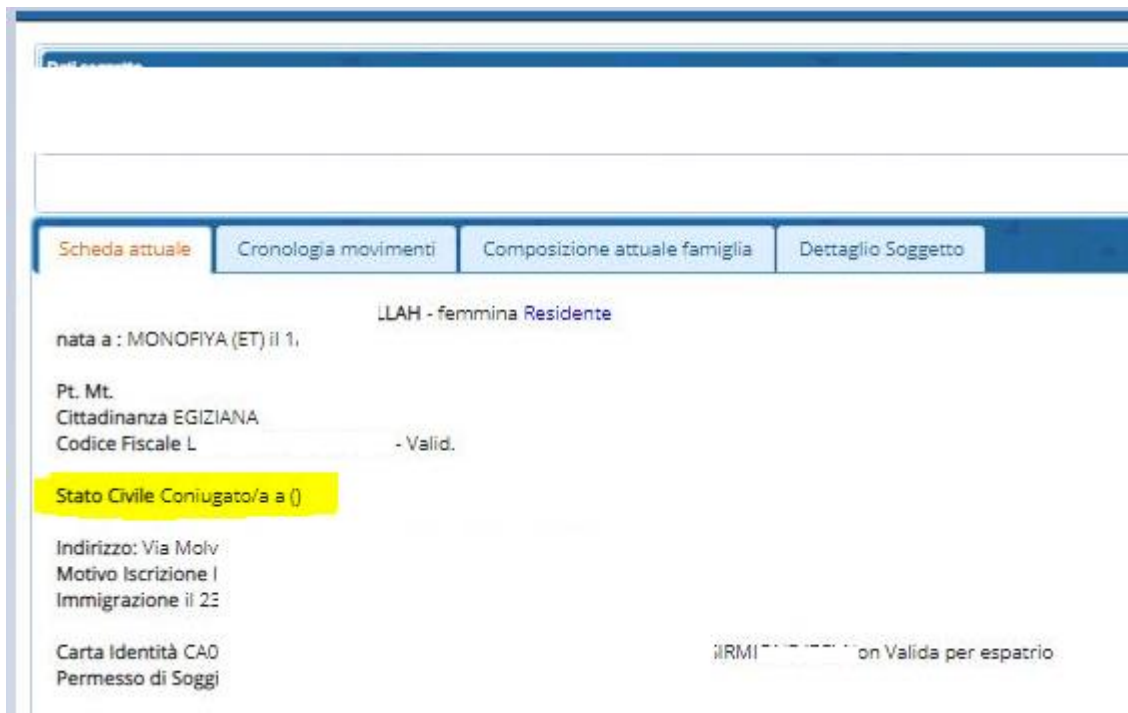 Dati soggetto
Scheda attuale Cronologia movimenti Composizione attuale famiglia Dettaglio Soggetto
LLAH - femmina Residente
nata a : MONOFIYA (ET) il 1
Pt. Mt.
Cittadinanza EGIZIANA
Codice Fiscale L - Valid.
Stato Civile Coniugato/a a ()
Indirizzo: Via Molv
Motivo Iscrizione I
Immigrazione il 23
Carta Identità CA0 on Valida per espatrio
Permesso di Soggi